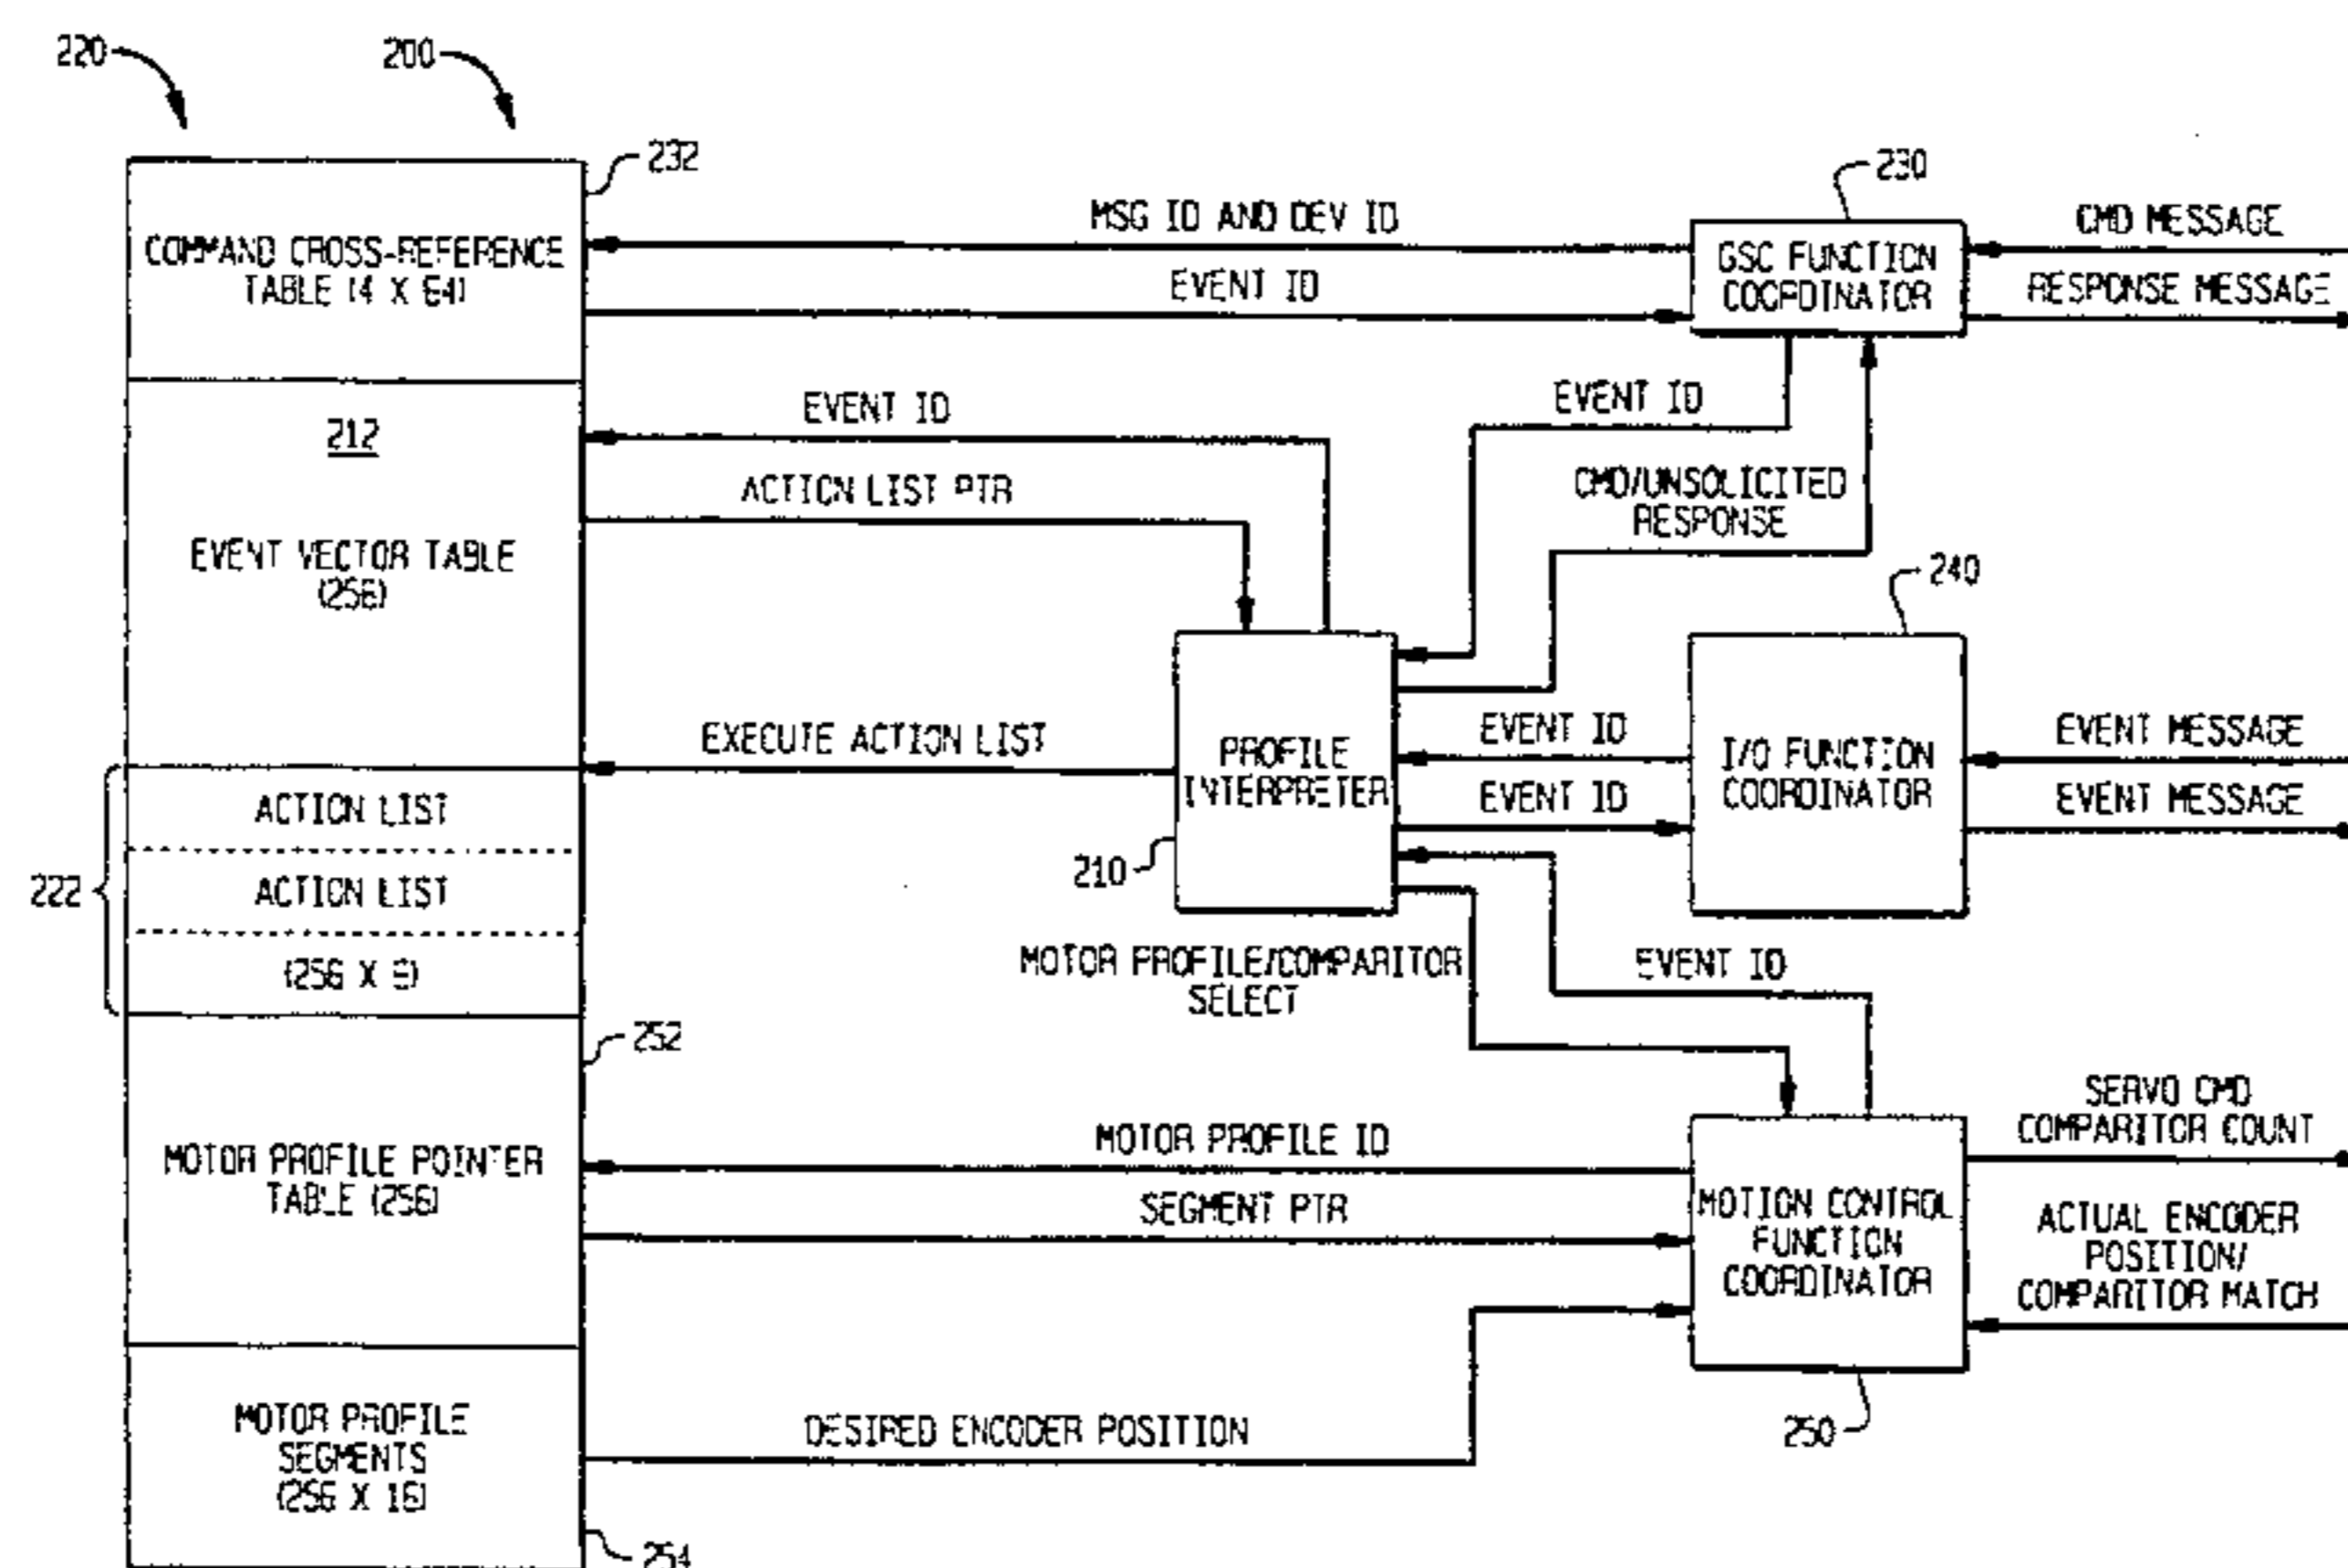 220
200
232
230
COMMAND CROSS-REFERENCE
TABLE (4 X 64)
MSG ID AND DEV ID
EVENT ID
GSC FUNCTION
COORDINATOR
CMD MESSAGE
RESPONSE MESSAGE
212
EVENT VECTOR TABLE
(256)
EVENT ID
ACTION LIST PTR
EVENT ID
CMD/UNSOLICITED
RESPONSE
240
EXECUTE ACTION LIST
PROFILE
INTERPRETER
210
EVENT ID
EVENT ID
I/O FUNCTION
COORDINATOR
EVENT MESSAGE
EVENT MESSAGE
222
ACTION LIST
ACTION LIST
(256 X
MOTOR PROFILE/COMPARITOR
SELECT
EVENT ID
252
MOTOR PROFILE POINTER
TABLE (256)
MOTOR PROFILE ID
SEGMENT PTR
MOTION CONTROL
FUNCTION
COORDINATOR
250
SERVO CMD
COMPARITOR COUNT
ACTUAL ENCODER
POSITION/
COMPARITOR MATCH
MOTOR PROFILE
SEGMENTS
(256 X 16)
DESIRED ENCODER POSITION
254